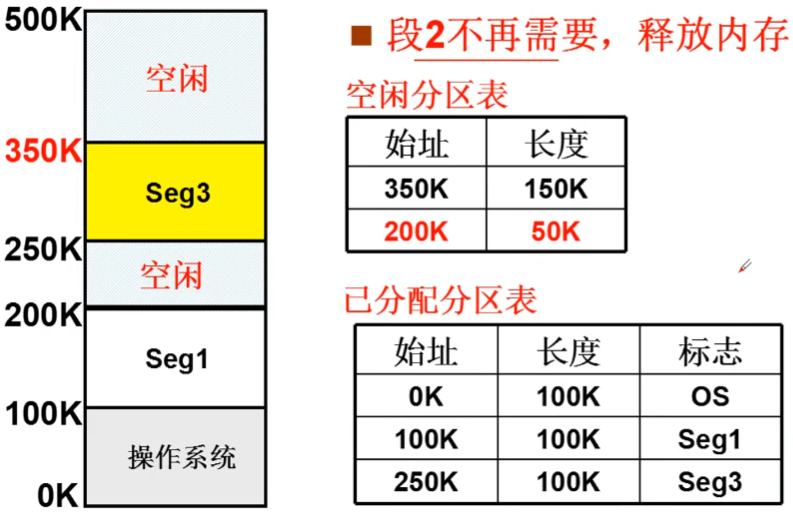 500K
空闲
350K
Seg3
250K
空闲
200K
Seg1
100K
操作系统
0K
■ 段2不再需要，释放内存
空闲分区表
始址 长度
350K 150K
200K 50K
已分配分区表
始址 长度 标志
0K 100K OS
100K 100K Seg1
250K 100K Seg3